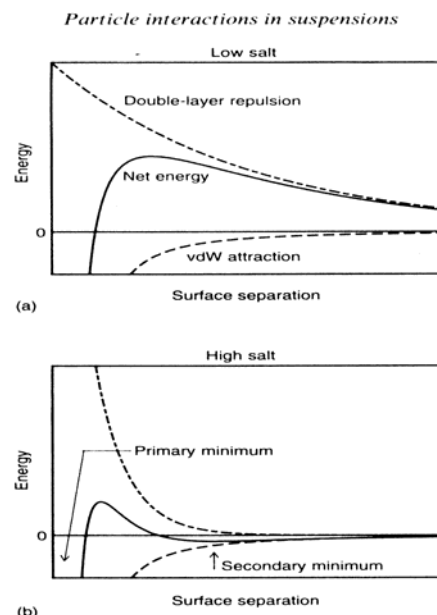 Particle interactions in suspensions
Low salt
Double-layer repulsion
Energy
Net energy
0
vdW attraction
(a)
Surface separation
High salt
Primary minimum
Energy
0
Secondary minimum
(b)
Surface separation